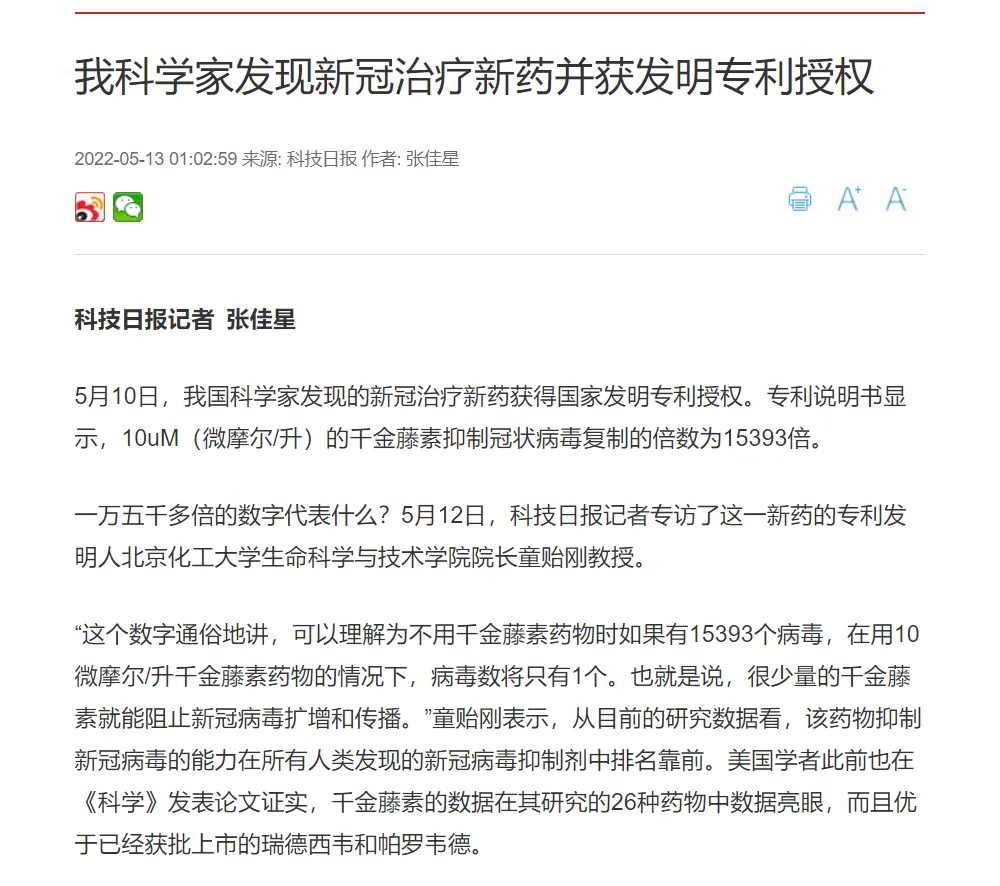 我科学家发现新冠治疗新药并获发明专利授权
2022-05-13 01:02:59 来源: 科技日报 作者: 张佳星
A+ A-
科技日报记者 张佳星
5月10日，我国科学家发现的新冠治疗新药获得国家发明专利授权。专利说明书显
示，10uM（微摩尔/升）的千金藤素抑制冠状病毒复制的倍数为15393倍。
一万五千多倍的数字代表什么？5月12日，科技日报记者专访了这一新药的专利发
明人北京化工大学生命科学与技术学院院长童贻刚教授。
“这个数字通俗地讲，可以理解为不用千金藤素药物时如果有15393个病毒，在用10
微摩尔/升千金藤素药物的情况下，病毒数将只有1个。也就是说，很少量的千金藤
素就能阻止新冠病毒扩增和传播。”童贻刚表示，从目前的研究数据看，该药物抑制
新冠病毒的能力在所有人类发现的新冠病毒抑制剂中排名靠前。美国学者此前也在
《科学》发表论文证实，千金藤素的数据在其研究的26种药物中数据亮眼，而且优
于已经获批上市的瑞德西韦和帕罗韦德。